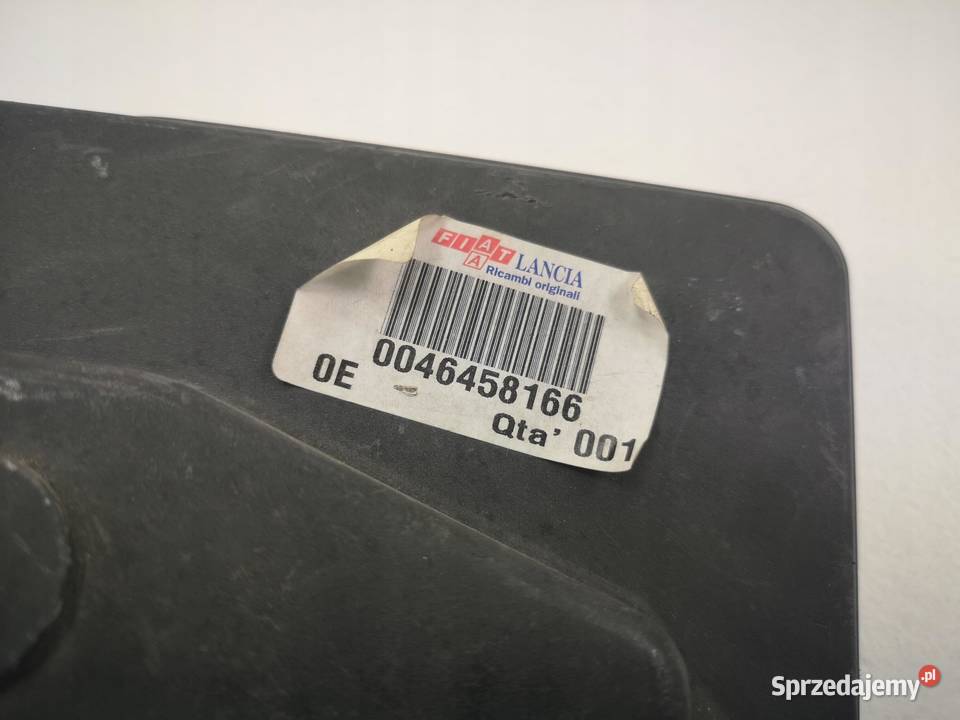 FIAT LANCIA
A
Ricambi originali
0046458166
0E
Qta' 001
Sprzedajemy.pl